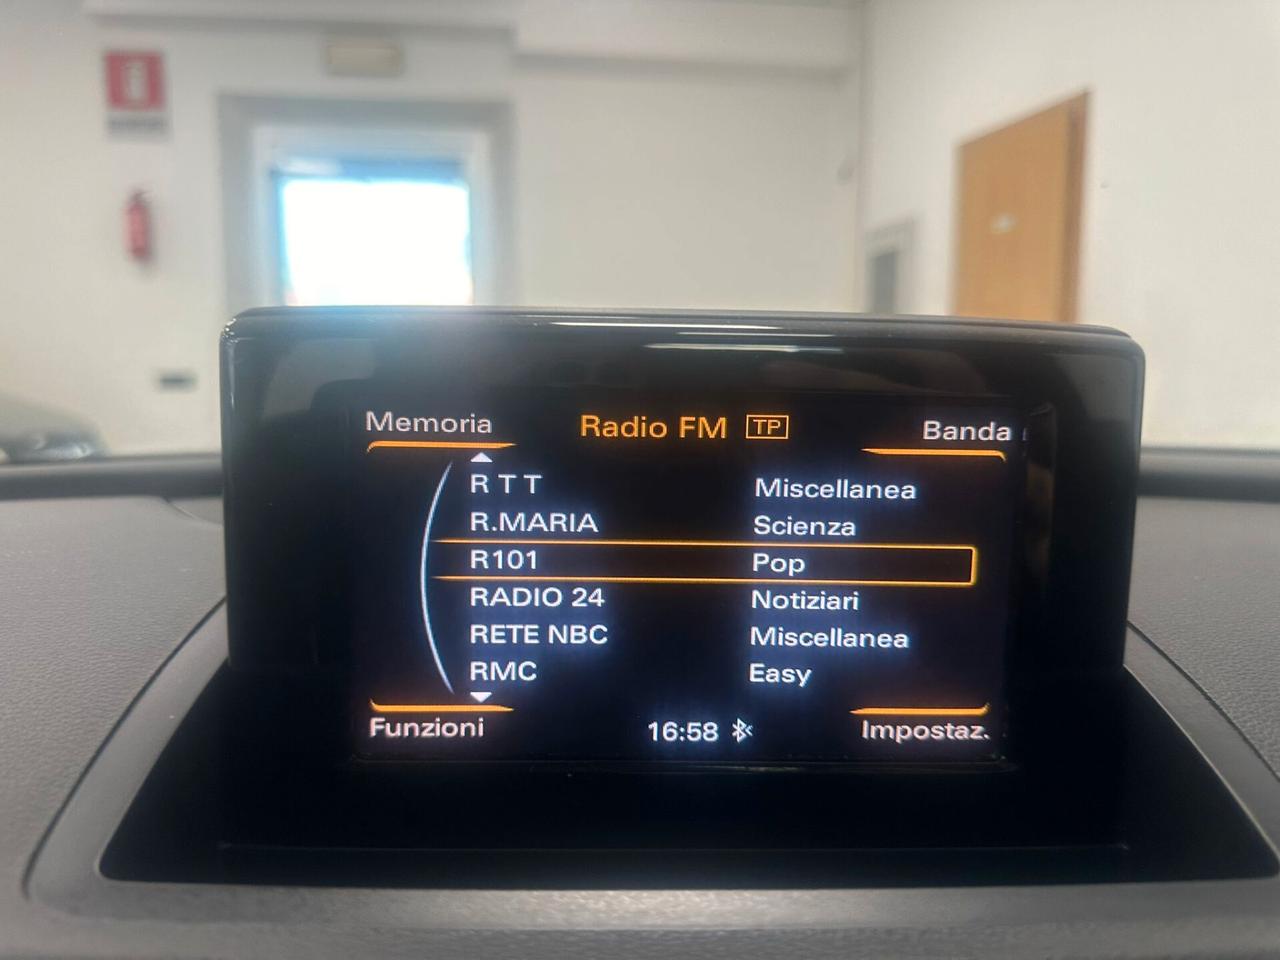 Memoria Radio FM TP Banda
R T T Miscellanea
R.MARIA Scienza
R101 Pop
RADIO 24 Notiziari
RETE NBC Miscellanea
RMC Easy
Funzioni 16:58 Impostaz.